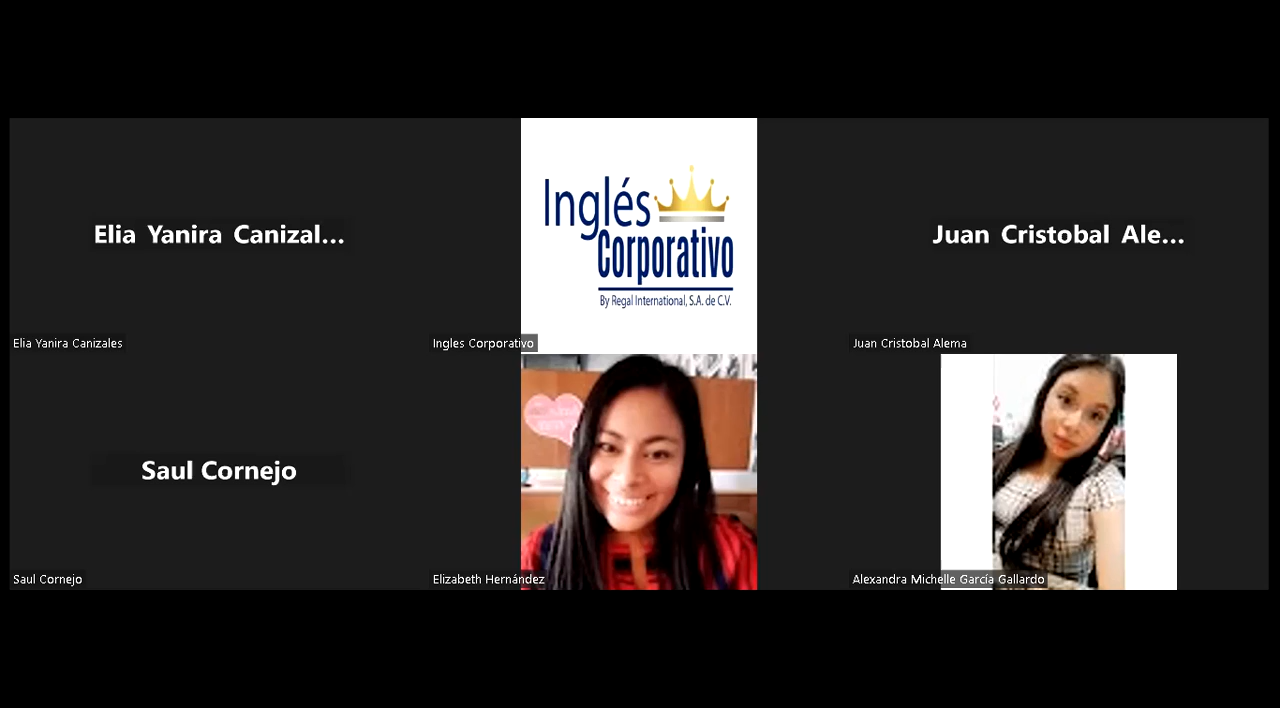 Elia Yanira Canizal...
Elia Yanira Canizales
Inglés
Corporativo
By Regal International, S.A. de C.V.
Ingles Corporativo
Juan Cristobal Ale...
Juan Cristobal Alema
Saul Cornejo
Saul Cornejo
Elizabeth Hernández
Alexandra Michelle García Gallardo